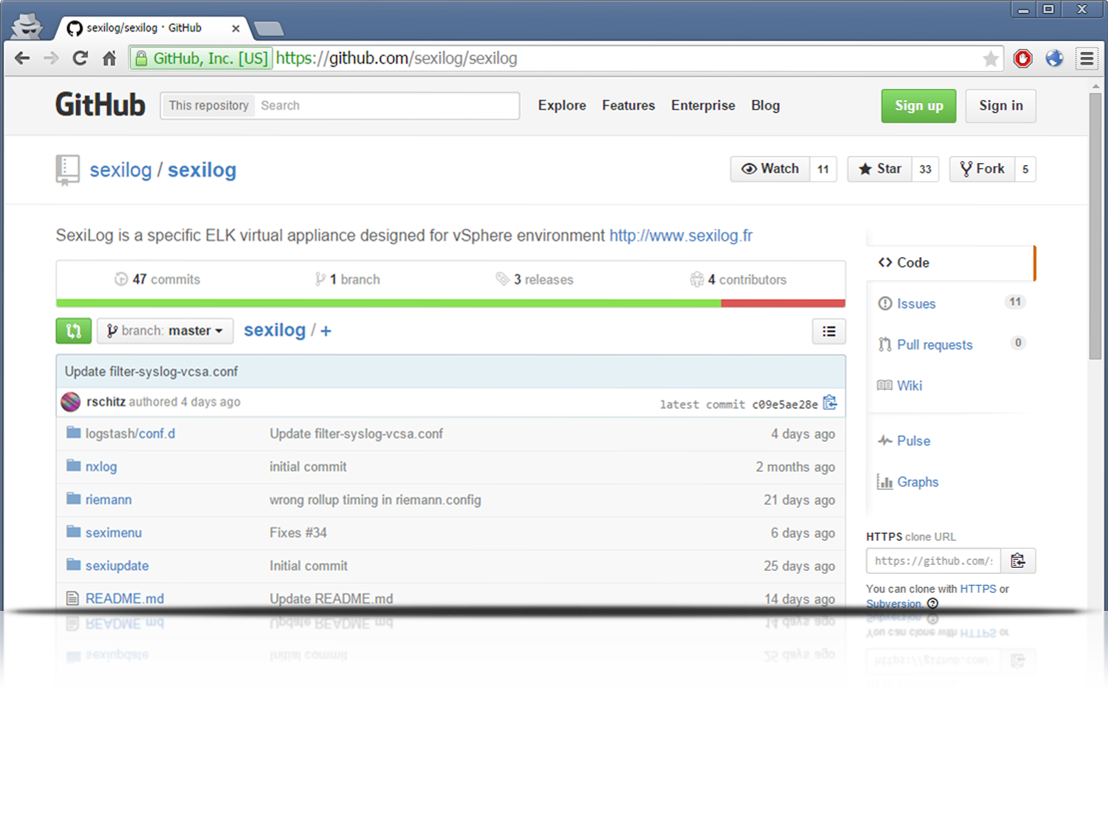 sexilog/sexilog · GitHub
GitHub, Inc. [US] https://github.com/sexilog/sexilog
GitHub This repository Search Explore Features Enterprise Blog Sign up Sign in
sexilog / sexilog Watch 11 Star 33 Fork 5
SexiLog is a specific ELK virtual appliance designed for vSphere environment http://www.sexilog.fr
47 commits 1 branch 3 releases 4 contributors
branch: master sexilog / +
Update filter-syslog-vcsa.conf
rschitz authored 4 days ago latest commit c09e5ae28e
logstash/conf.d Update filter-syslog-vcsa.conf 4 days ago
nxlog initial commit 2 months ago
riemann wrong rollup timing in riemann.config 21 days ago
seximenu Fixes #34 6 days ago
sexiupdate Initial commit 25 days ago
README.md Update README.md 14 days ago
Code
Issues 11
Pull requests 0
Wiki
Pulse
Graphs
HTTPS clone URL
https://github.com/
You can clone with HTTPS or
Subversion.